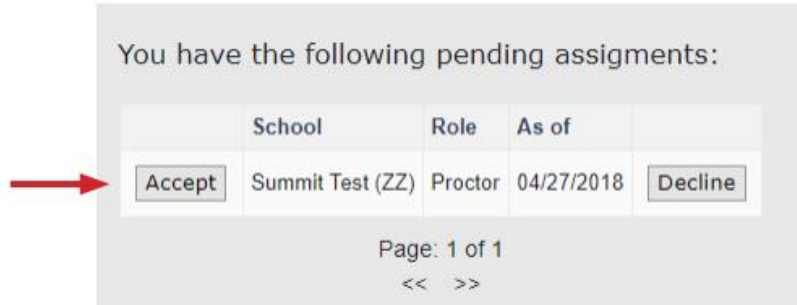 You have the following pending assigments:
School Role As of
Accept Summit Test (ZZ) Proctor 04/27/2018 Decline
Page: 1 of 1
<< >>